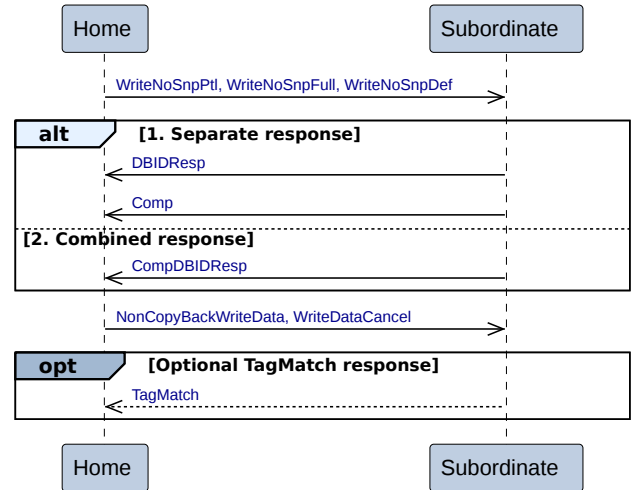 Home Subordinate
WriteNoSnpPtl, WriteNoSnpFull, WriteNoSnpDef
alt [1. Separate response]
DBIDResp
Comp
[2. Combined response]
CompDBIDResp
NonCopyBackWriteData, WriteDataCancel
opt [Optional TagMatch response]
TagMatch
Home Subordinate